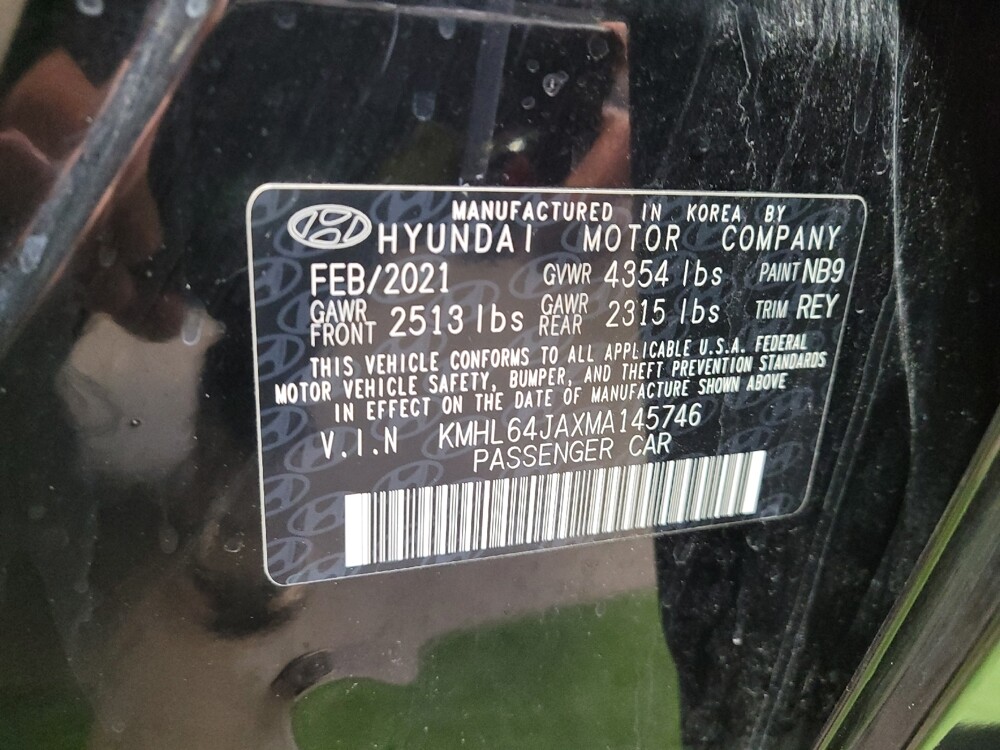 MANUFACTURED IN KOREA BY
HYUNDAI MOTOR COMPANY
FEB/2021 GVWR 4354 lbs PAINT NB9
GAWR FRONT 2513 lbs GAWR REAR 2315 lbs TRIM REY
THIS VEHICLE CONFORMS TO ALL APPLICABLE U.S.A. FEDERAL
MOTOR VEHICLE SAFETY, BUMPER, AND THEFT PREVENTION STANDARDS
IN EFFECT ON THE DATE OF MANUFACTURE SHOWN ABOVE
V.I.N KMHL64JAXMA145746
PASSENGER CAR